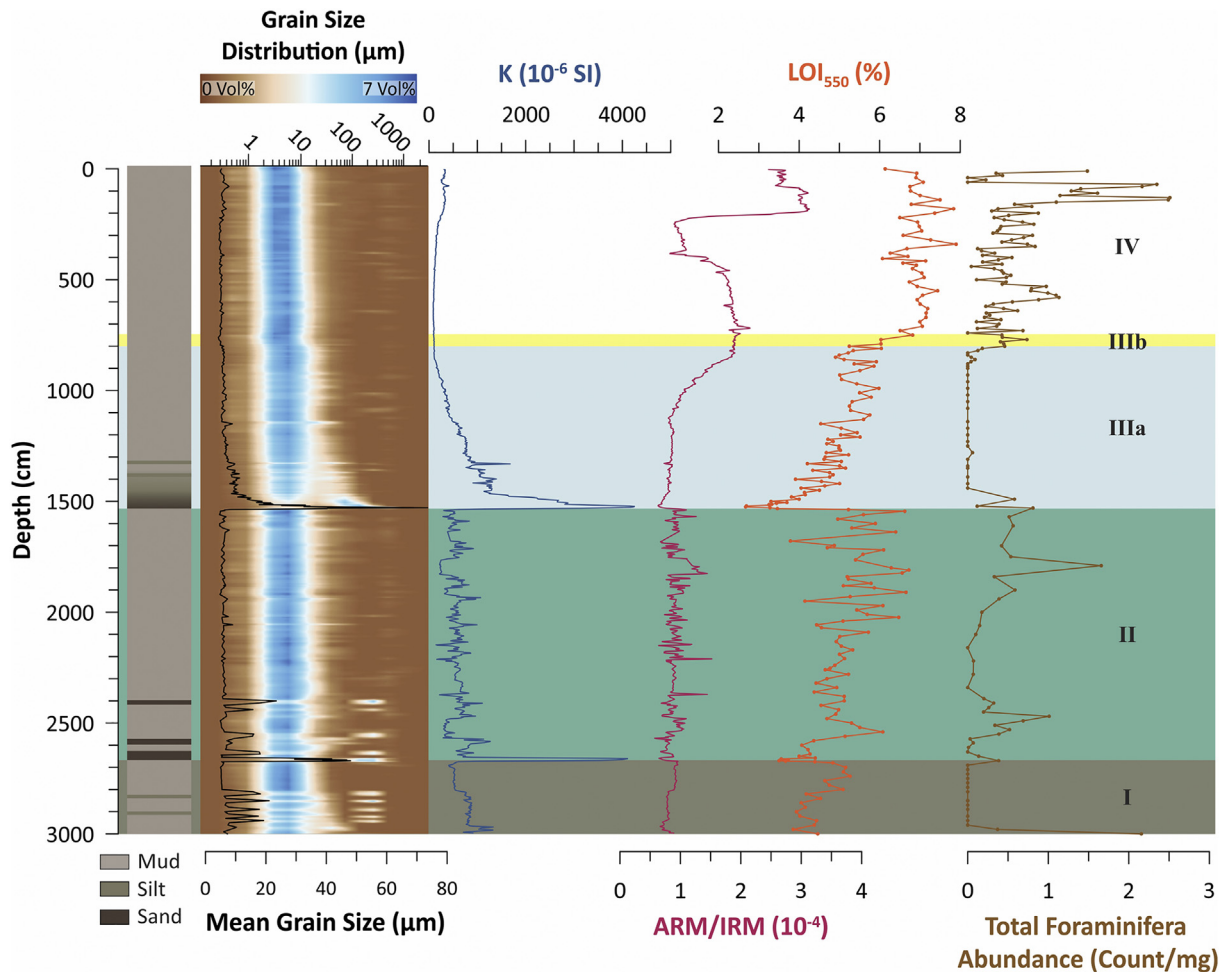 Grain Size
Distribution (μm)
0 Vol% 7 Vol%
1 10 100 1000
K (10-6 SI)
0 2000 4000
LOI550 (%)
2 4 6 8
Depth (cm)
0
500
1000
1500
2000
2500
3000
IV
IIIb
IIIa
II
I
Mud
Silt
Sand
0 20 40 60 80
Mean Grain Size (μm)
0 1 2 3 4
ARM/IRM (10-4)
0 1 2 3
Total Foraminifera
Abundance (Count/mg)